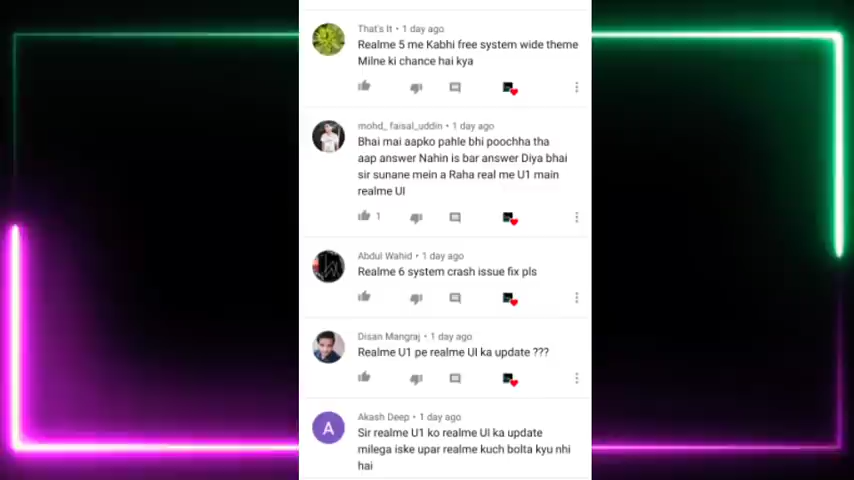 That's It • 1 day ago
Realme 5 me Kabhi free system wide theme
Milne ki chance hai kya
mohd_ faisal_uddin • 1 day ago
Bhai mai aapko pahle bhi poochha tha
aap answer Nahin is bar answer Diya bhai
sir sunane mein a Raha real me U1 main
realme UI
1
Abdul Wahid • 1 day ago
Realme 6 system crash issue fix pls
Disan Mangraj • 1 day ago
Realme U1 pe realme UI ka update ???
A
Akash Deep • 1 day ago
Sir realme U1 ko realme UI ka update
milega iske upar realme kuch bolta kyu nhi
hai